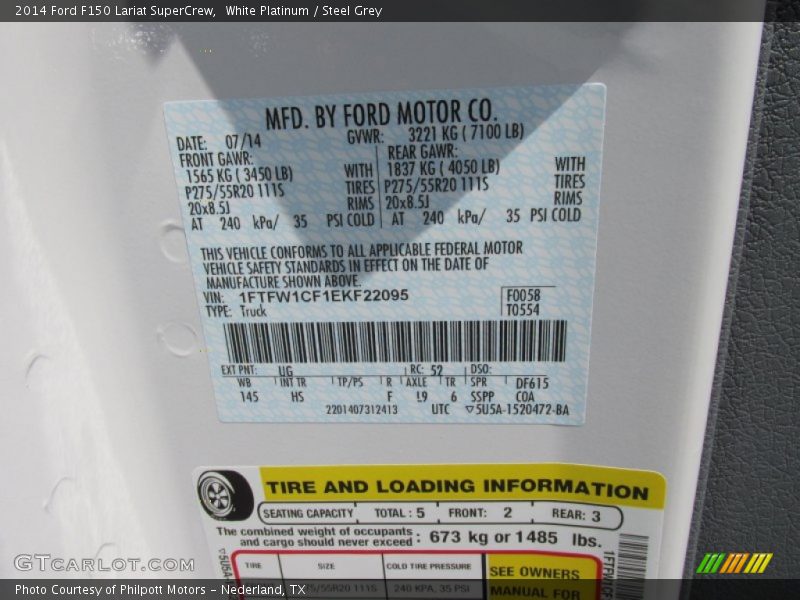 2014 Ford F150 Lariat SuperCrew, White Platinum / Steel Grey
MFD. BY FORD MOTOR CO.
DATE: 07/14 GVWR: 3221 KG ( 7100 LB)
FRONT GAWR: REAR GAWR:
1565 KG ( 3450 LB) WITH 1837 KG ( 4050 LB) WITH
P275/55R20 111S TIRES P275/55R20 111S TIRES
20x8.5J RIMS 20x8.5J RIMS
AT 240 kPa/ 35 PSI COLD AT 240 kPa/ 35 PSI COLD
THIS VEHICLE CONFORMS TO ALL APPLICABLE FEDERAL MOTOR
VEHICLE SAFETY STANDARDS IN EFFECT ON THE DATE OF
MANUFACTURE SHOWN ABOVE.
VIN: 1FTFW1CF1EKF22095 F0058
TYPE: Truck T0554
EXT PNT: UG RC: 52 DSO:
WB INT TR TP/PS R AXLE TR SPR DF615
145 HS F L9 6 SSPP COA
2201407312413 UTC ▽5U5A-1520472-BA
TIRE AND LOADING INFORMATION
SEATING CAPACITY TOTAL: 5 FRONT: 2 REAR: 3
The combined weight of occupants
and cargo should never exceed : 673 kg or 1485 lbs.
TIRE SIZE COLD TIRE PRESSURE SEE OWNERS
75/55R20 111S 240 KPA, 35 PSI MANUAL FOR
GTCarLot.com
Photo Courtesy of Philpott Motors – Nederland, TX